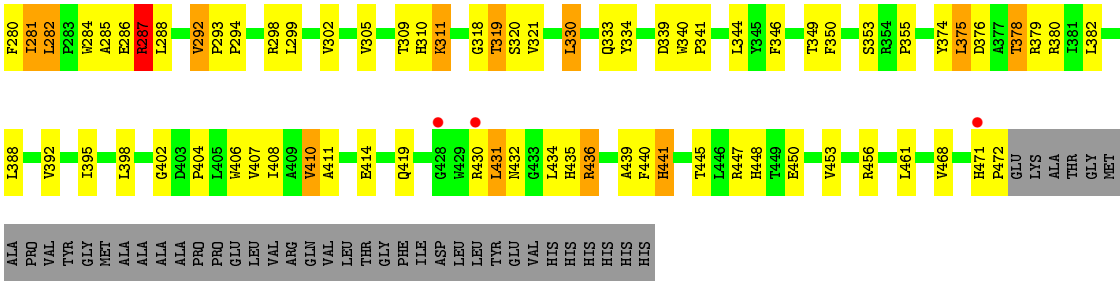 F280 I281 L282 P283 W284 A285 E286 R287 L288 V292 P293 P294 R298 L299 V302 V305 T309 H310 K311 G318 T319 S320 V321 L330 Q333 Y334 D339 W340 P341 L344 Y345 F346 T349 F350 S353 R354 P355 Y374 L375 D376 A377 T378 R379 R380 I381 L382
L388 V392 I395 L398 G402 D403 P404 L405 W406 V407 I408 A409 V410 A411 E414 Q419 G428 W429 R430 L431 N432 G433 L434 H435 R436 A439 F440 H441 T445 L446 R447 H448 T449 E450 V453 R456 L461 V468 H471 P472 GLU LYS ALA THR GLY MET
ALA PRO VAL TYR GLY MET ALA ALA ALA ALA PRO PRO GLU LEU VAL ARG GLN VAL LEU THR GLY PHE ILE ASP LEU LEU TYR GLU VAL HIS HIS HIS HIS HIS HIS